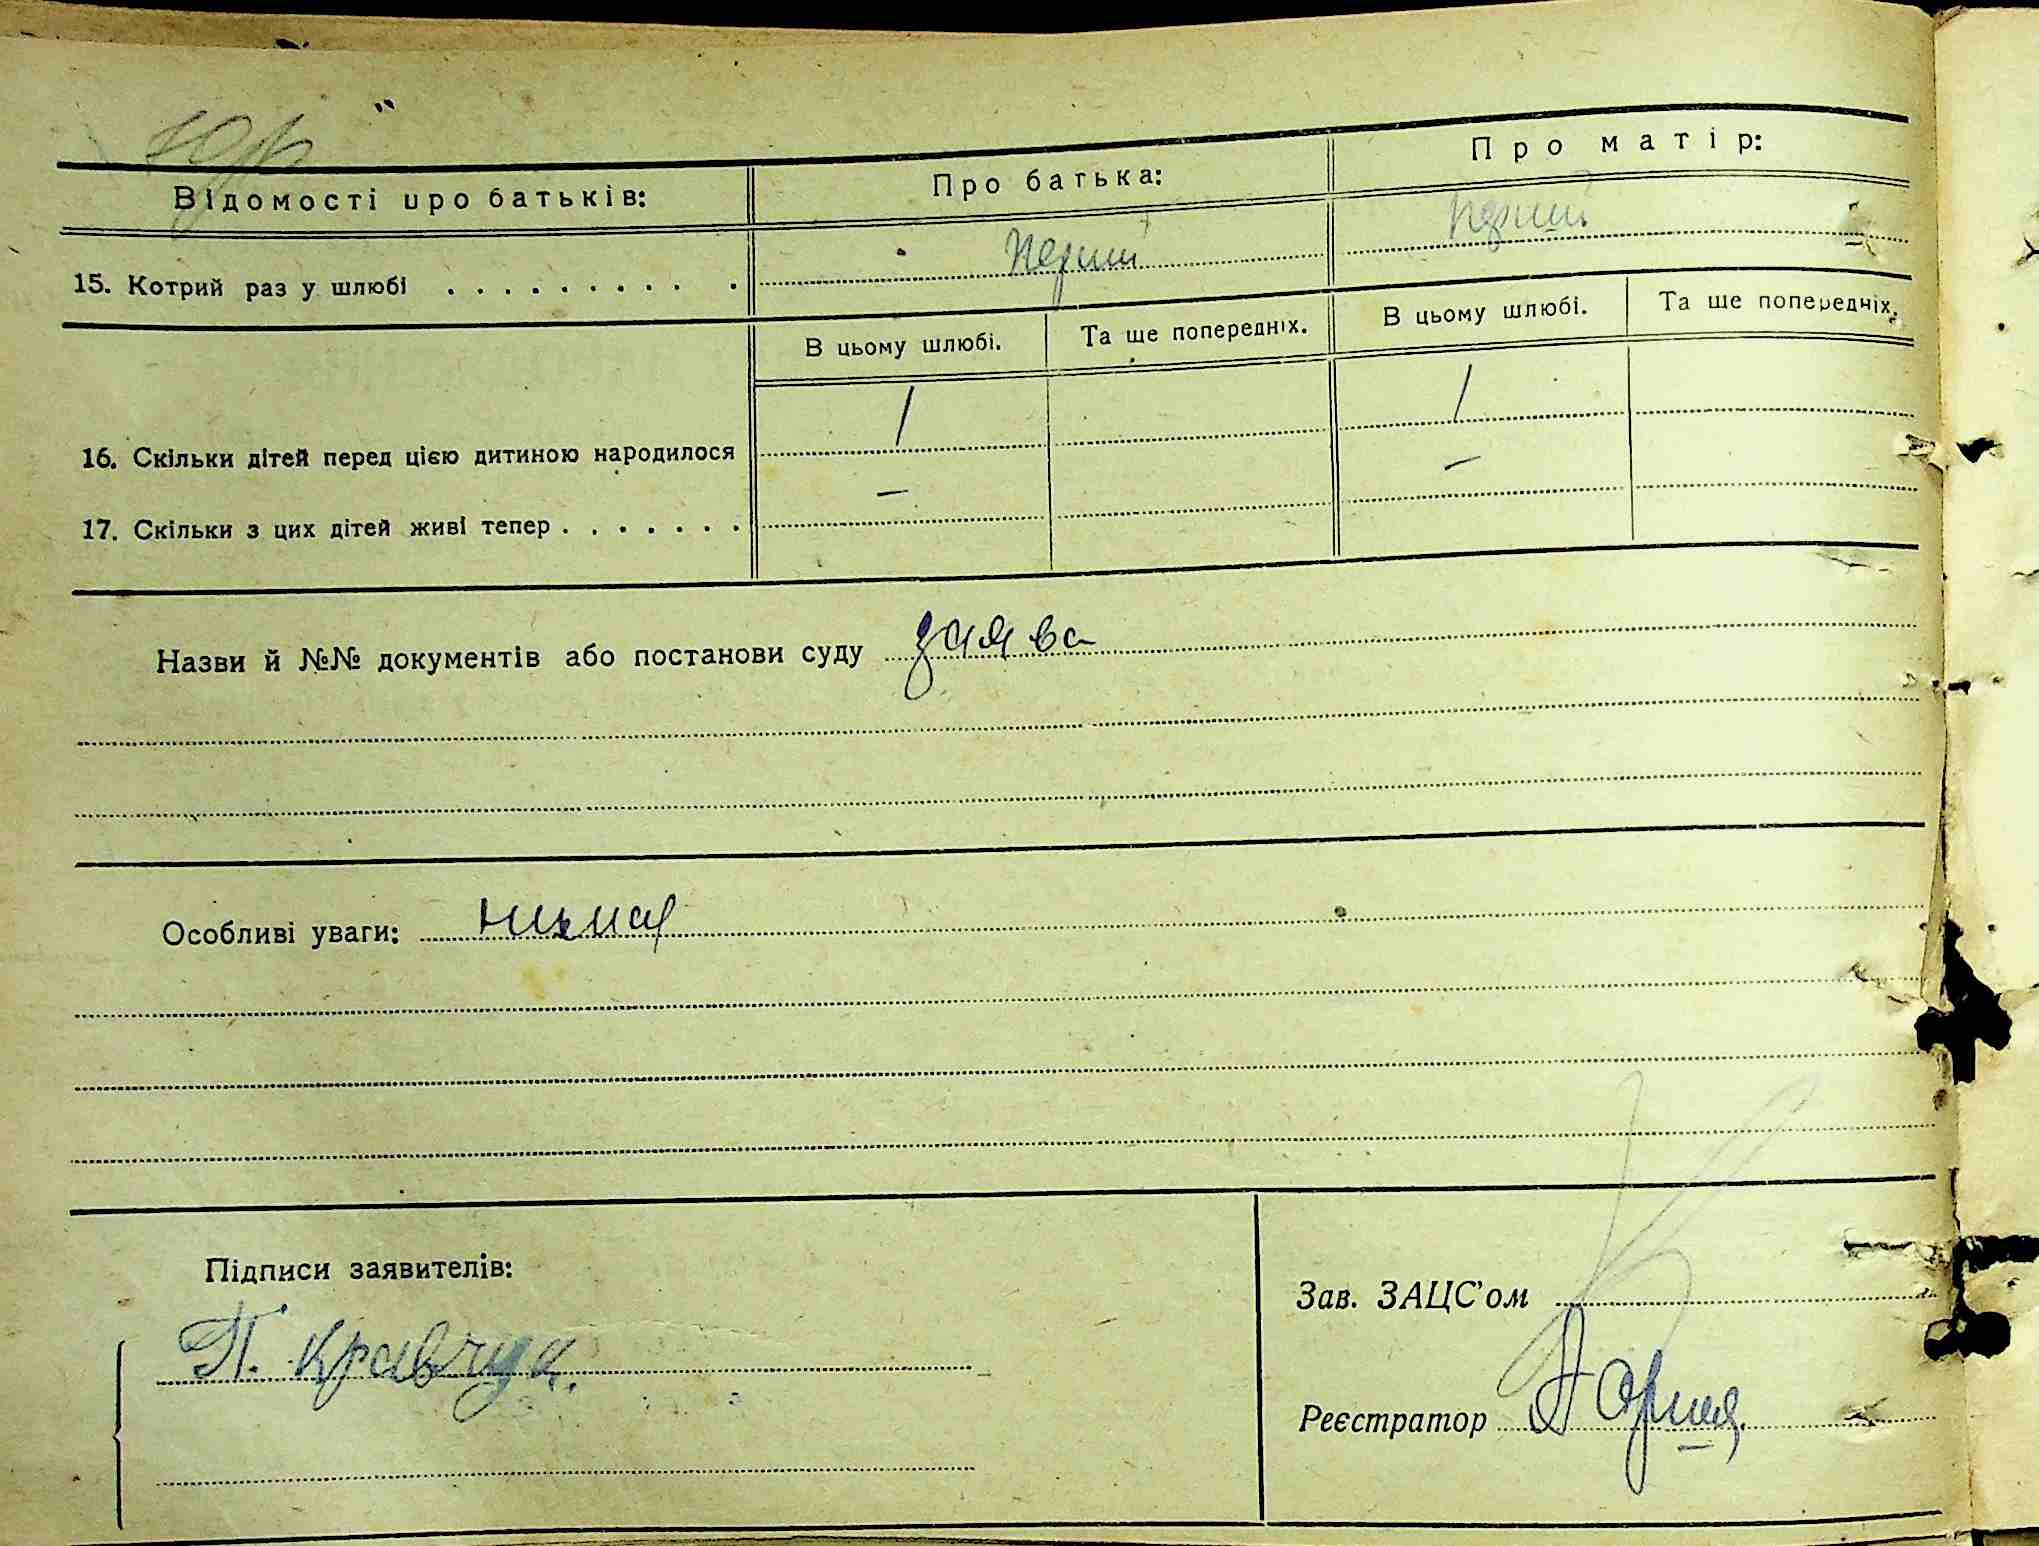 Відомості про батьків: Про батька: Про матір:
15. Котрий раз у шлюбі . . . . . . . . . . Перший Перший
В цьому шлюбі. Та ще попередніх. В цьому шлюбі. Та ще попередніх.
16. Скільки дітей перед цією дитиною народилося 1 1
17. Скільки з цих дітей живі тепер . . . . . . . – –
Назви й №№ документів або постанови суду заява
Особливі уваги: нима
Підписи заявителів:
П. Кравчук
Зав. ЗАЦС'ом
Реєстратор